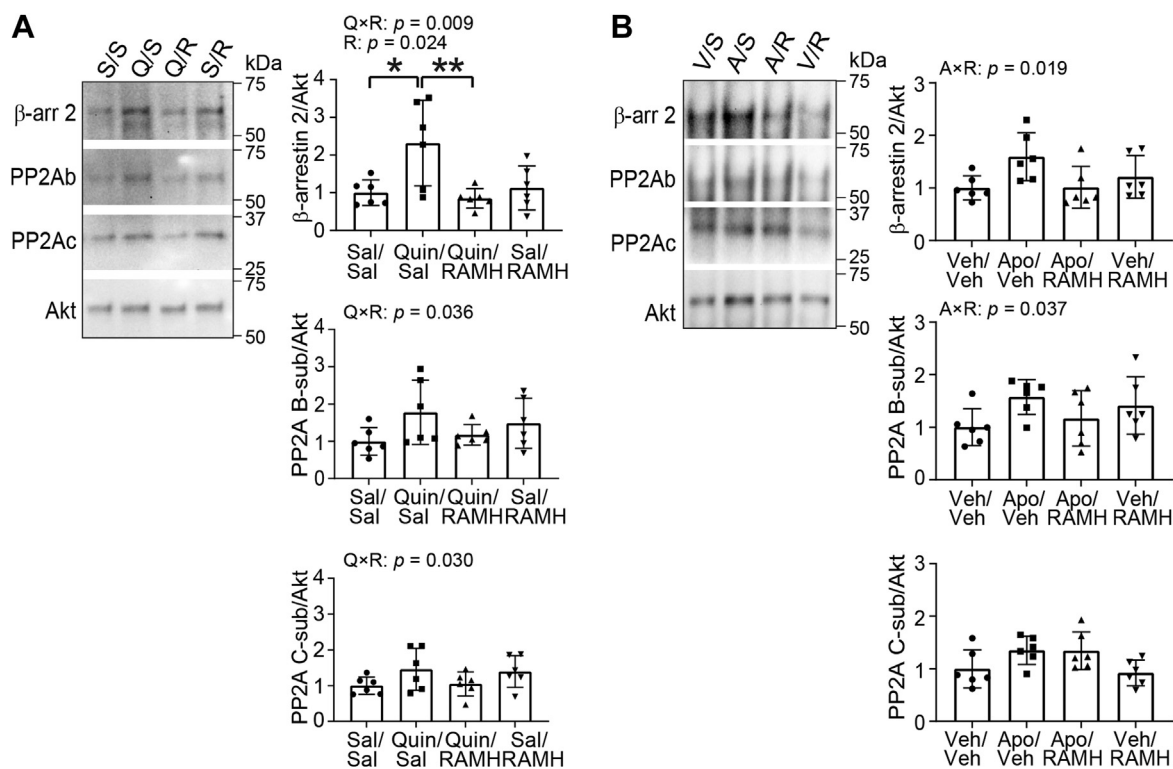 A
S/S Q/S Q/R S/R
kDa
β-arr 2
75
50
PP2Ab
75
50
PP2Ac
37
25
Akt
75
50
Q×R: p = 0.009
R: p = 0.024
* **
β-arrestin 2/Akt
4
3
2
1
0
Sal/ Quin/ Quin/ Sal/
Sal Sal RAMH RAMH
Q×R: p = 0.036
PP2A B-sub/Akt
4
3
2
1
0
Sal/ Quin/ Quin/ Sal/
Sal Sal RAMH RAMH
Q×R: p = 0.030
PP2A C-sub/Akt
4
3
2
1
0
Sal/ Quin/ Quin/ Sal/
Sal Sal RAMH RAMH
B
V/S A/S A/R V/R
kDa
β-arr 2
75
50
PP2Ab
75
50
PP2Ac
37
25
Akt
75
50
A×R: p = 0.019
β-arrestin 2/Akt
3
2
1
0
Veh/ Apo/ Apo/ Veh/
Veh Veh RAMH RAMH
A×R: p = 0.037
PP2A B-sub/Akt
3
2
1
0
Veh/ Apo/ Apo/ Veh/
Veh Veh RAMH RAMH
PP2A C-sub/Akt
3
2
1
0
Veh/ Apo/ Apo/ Veh/
Veh Veh RAMH RAMH